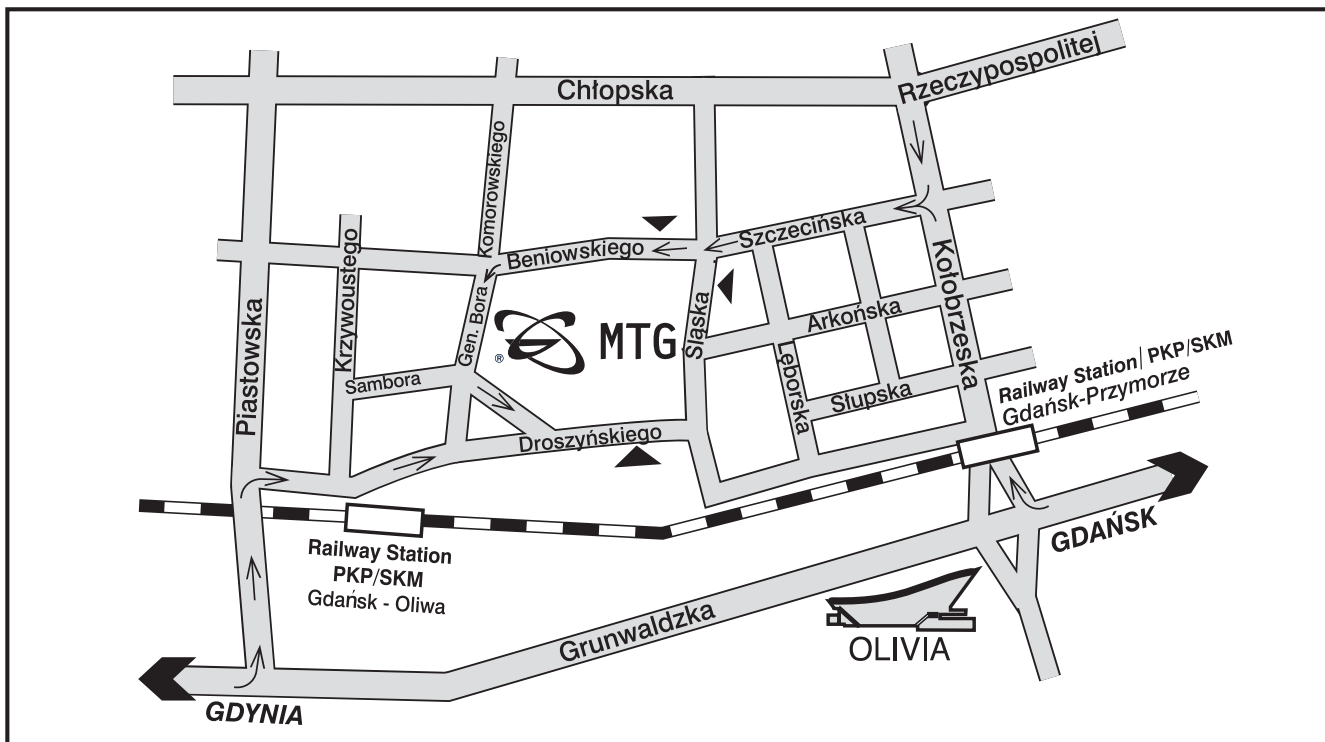 Chłopska
Rzeczypospolitej
Komorowskiego
Szczecińska
Beniowskiego
Krzywoustego
Kołobrzeska
Piastowska
Gen. Bora
Śląska
Arkońska
® MTG
Lęborska
Sambora
Słupska
Railway Station PKP/SKM
Gdańsk-Przymorze
Droszyńskiego
GDAŃSK
Railway Station
PKP/SKM
Gdańsk - Oliwa
Grunwaldzka
OLIVIA
GDYNIA